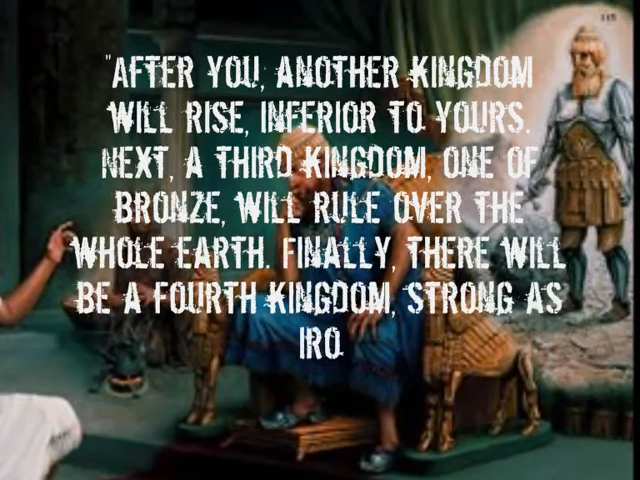 "AFTER YOU, ANOTHER KINGDOM
WILL RISE, INFERIOR TO YOURS.
NEXT, A THIRD KINGDOM, ONE OF
BRONZE, WILL RULE OVER THE
WHOLE EARTH. FINALLY, THERE WILL
BE A FOURTH KINGDOM, STRONG AS
IRO